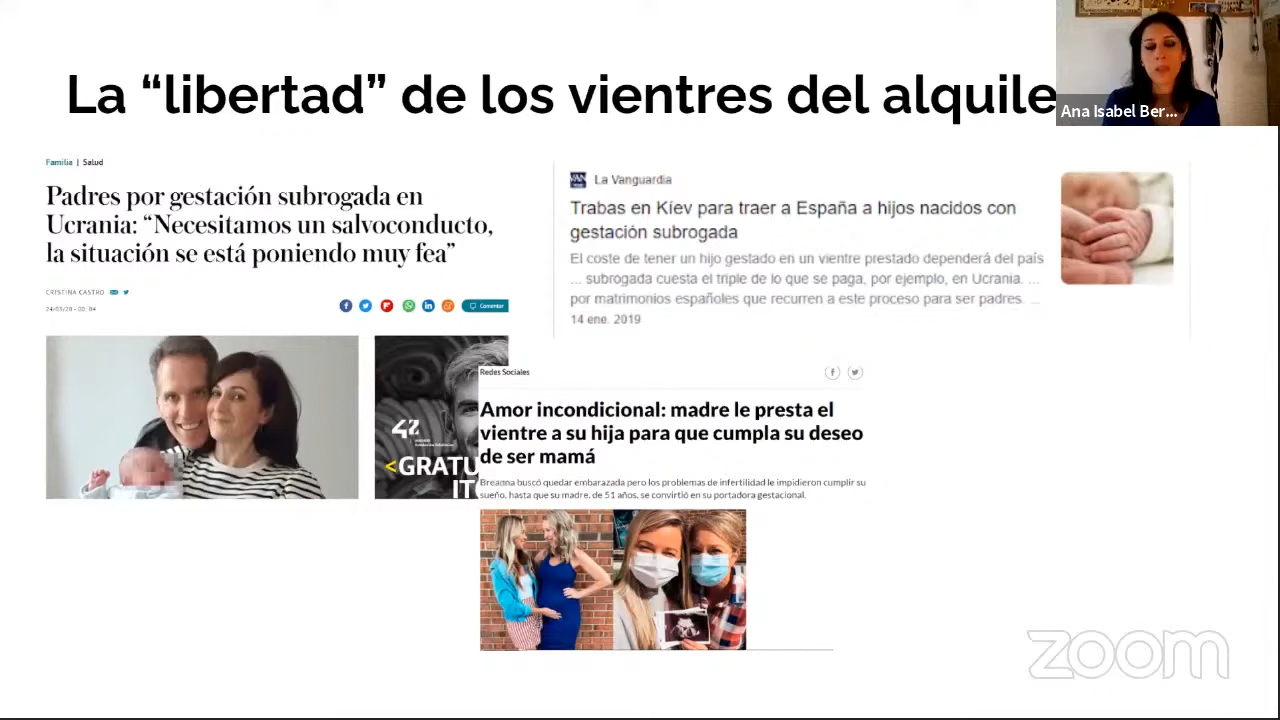 La “libertad” de los vientres del alquile
Ana Isabel Ber...
Familia | Salud
Padres por gestación subrogada en
Ucrania: “Necesitamos un salvoconducto,
la situación se está poniendo muy fea”
CRISTINA CASTRO
Comentar
La Vanguardia
Trabas en Kiev para traer a España a hijos nacidos con
gestación subrogada
El coste de tener un hijo gestado en un vientre prestado dependerá del país
... subrogada cuesta el triple de lo que se paga, por ejemplo, en Ucrania. ...
por matrimonios españoles que recurren a este proceso para ser padres. ...
14 ene. 2019
42
<GRATU
IT
Redes Sociales
Amor incondicional: madre le presta el
vientre a su hija para que cumpla su deseo
de ser mamá
Breanna buscó quedar embarazada pero los problemas de infertilidad le impidieron cumplir su
sueño, hasta que su madre, de 51 años, se convirtió en su portadora gestacional.
zoom